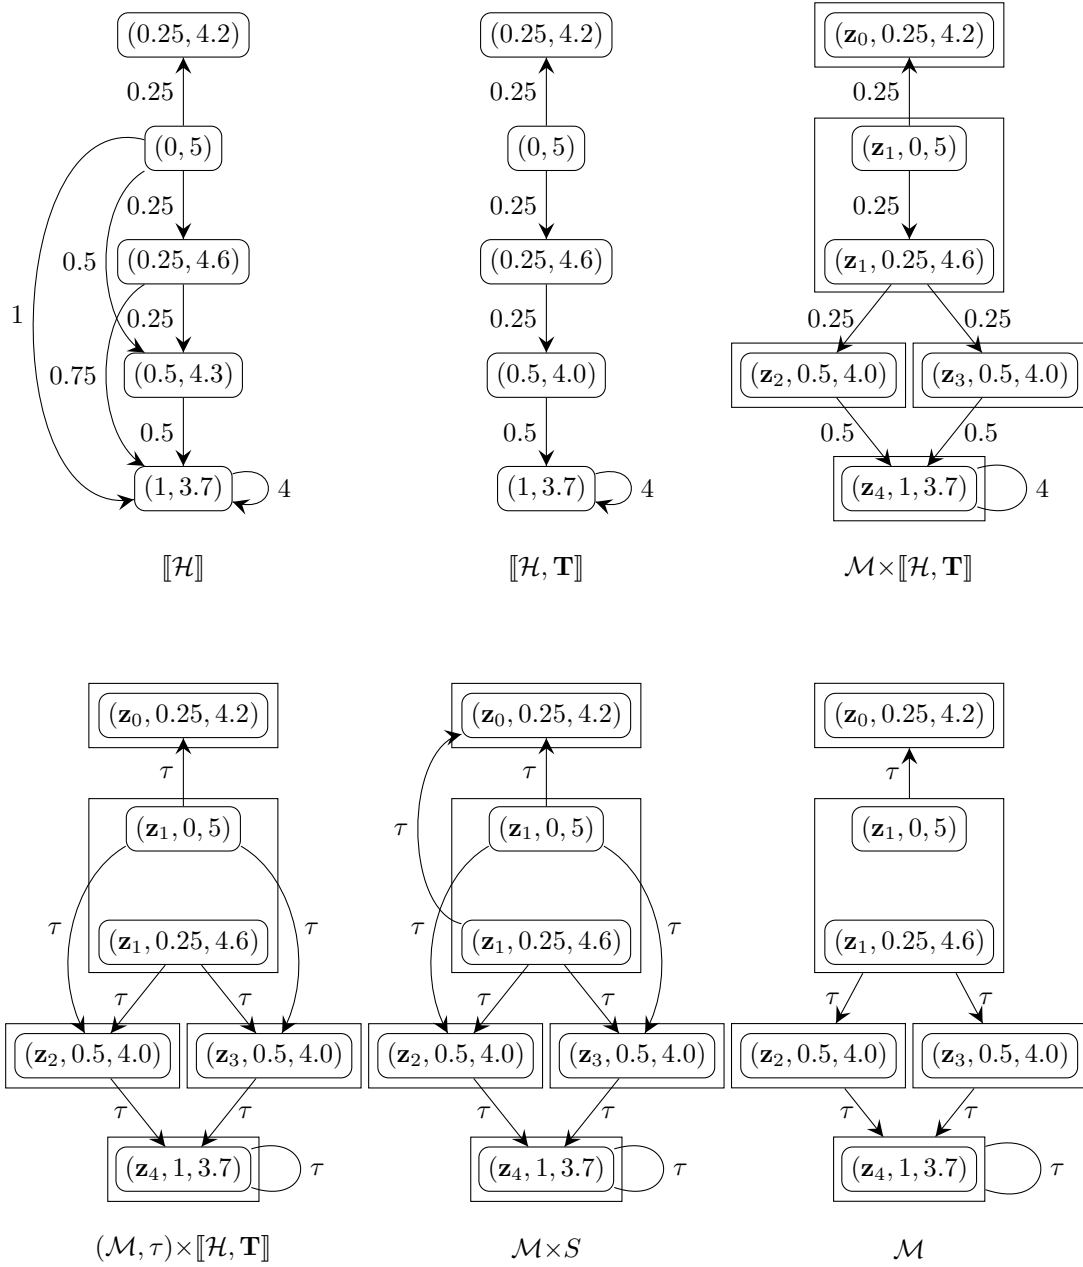 (0.25, 4.2)
0.25
(0, 5)
0.25
(0.25, 4.6)
0.5
1
0.25
0.75
(0.5, 4.3)
0.5
(1, 3.7)
4
⟦ℋ⟧
(0.25, 4.2)
0.25
(0, 5)
0.25
(0.25, 4.6)
0.25
(0.5, 4.0)
0.5
(1, 3.7)
4
⟦ℋ, 𝐓⟧
(𝐳₀, 0.25, 4.2)
0.25
(𝐳₁, 0, 5)
0.25
(𝐳₁, 0.25, 4.6)
0.25
0.25
(𝐳₂, 0.5, 4.0)
(𝐳₃, 0.5, 4.0)
0.5
0.5
(𝐳₄, 1, 3.7)
4
ℳ×⟦ℋ, 𝐓⟧
(𝐳₀, 0.25, 4.2)
τ
(𝐳₁, 0, 5)
τ
τ
(𝐳₁, 0.25, 4.6)
τ
τ
(𝐳₂, 0.5, 4.0)
(𝐳₃, 0.5, 4.0)
τ
τ
(𝐳₄, 1, 3.7)
τ
(ℳ, τ)×⟦ℋ, 𝐓⟧
(𝐳₀, 0.25, 4.2)
τ
τ
(𝐳₁, 0, 5)
τ
τ
(𝐳₁, 0.25, 4.6)
τ
τ
(𝐳₂, 0.5, 4.0)
(𝐳₃, 0.5, 4.0)
τ
τ
(𝐳₄, 1, 3.7)
τ
ℳ×S
(𝐳₀, 0.25, 4.2)
τ
(𝐳₁, 0, 5)
(𝐳₁, 0.25, 4.6)
τ
τ
(𝐳₂, 0.5, 4.0)
(𝐳₃, 0.5, 4.0)
τ
τ
(𝐳₄, 1, 3.7)
τ
ℳ